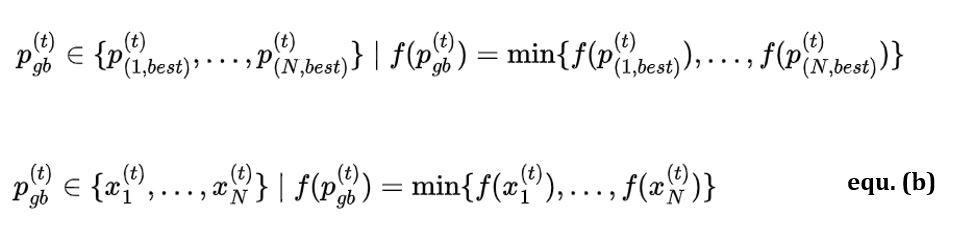 p_{gb}^{(t)} ∈ {p_{(1,best)}^{(t)}, . . . , p_{(N,best)}^{(t)}} | f(p_{gb}^{(t)}) = min{f(p_{(1,best)}^{(t)}), . . . , f(p_{(N,best)}^{(t)})}
p_{gb}^{(t)} ∈ {x_1^{(t)}, . . . , x_N^{(t)}} | f(p_{gb}^{(t)}) = min{f(x_1^{(t)}), . . . , f(x_N^{(t)})} equ. (b)